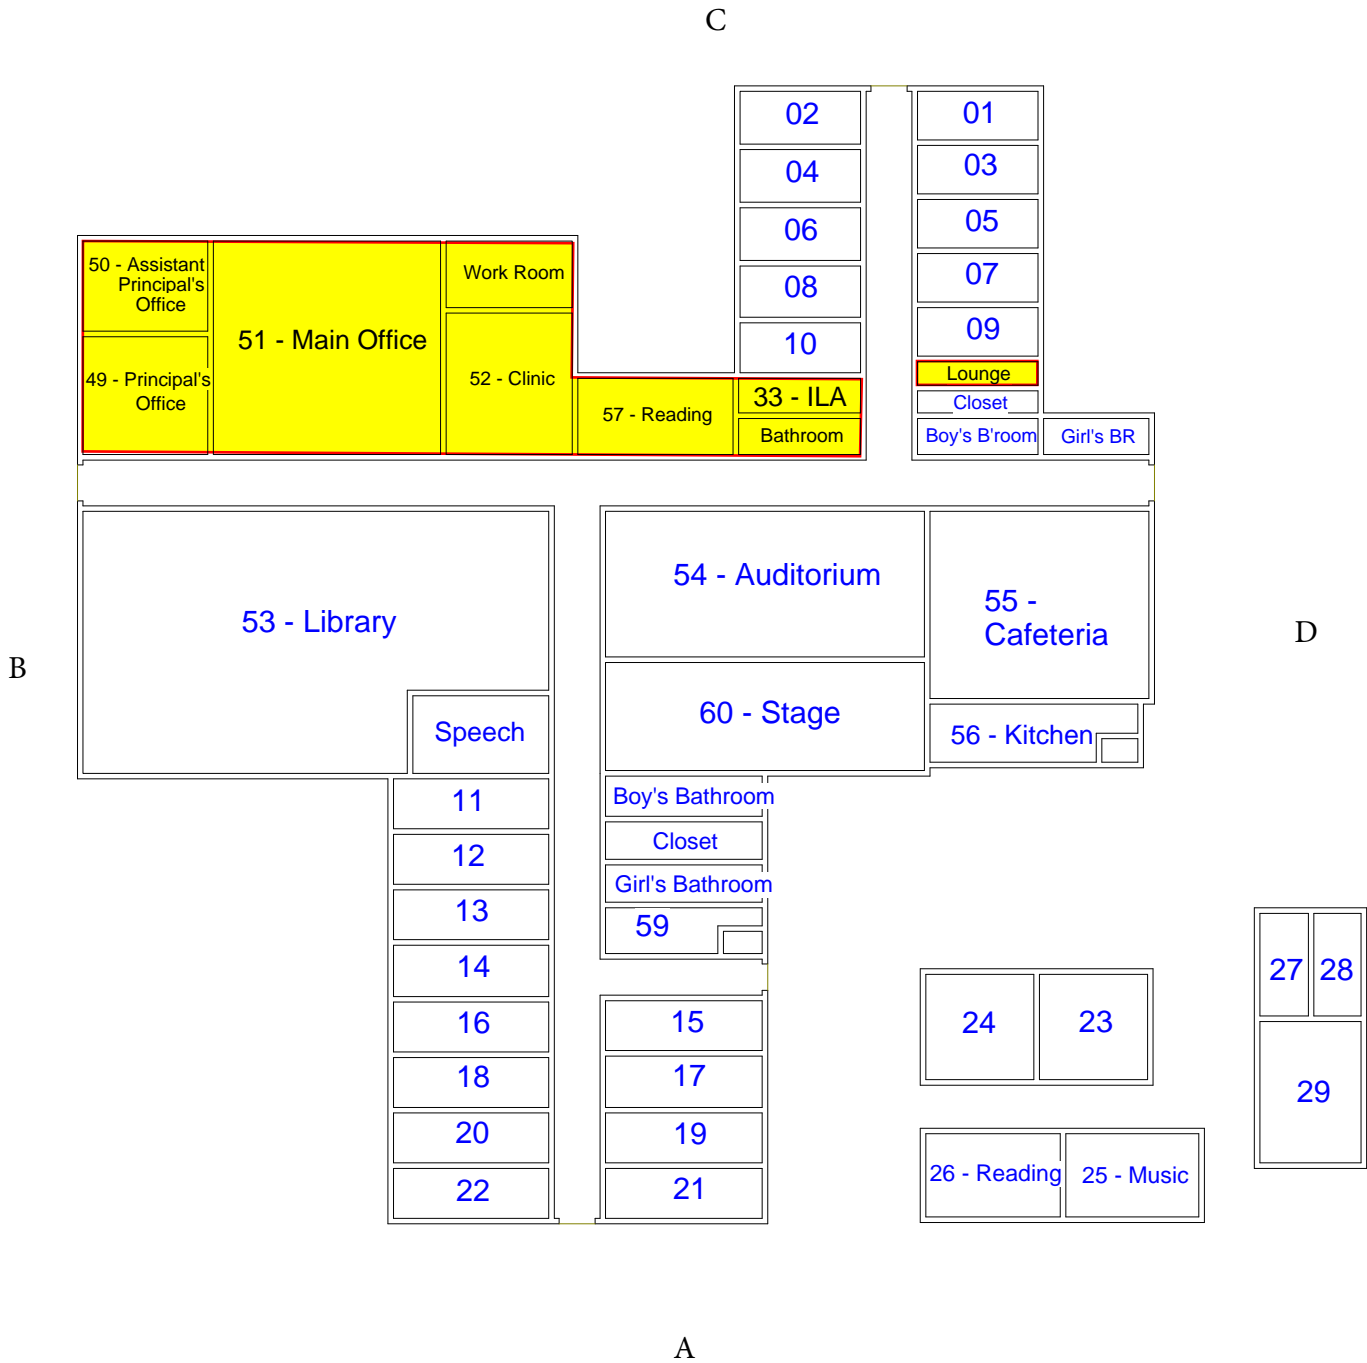 C
02
01
04
03
06
05
08
07
10
09
50 - Assistant
Principal's
Office
Work Room
51 - Main Office
49 - Principal's
Office
52 - Clinic
57 - Reading
33 - ILA
Bathroom
Lounge
Closet
Boy's B'room
Girl's BR
53 - Library
54 - Auditorium
55 -
Cafeteria
B
D
Speech
60 - Stage
56 - Kitchen
11
Boy's Bathroom
12
Closet
Girl's Bathroom
13
59
14
16
15
18
17
20
19
22
21
24
23
27
28
29
26 - Reading
25 - Music
A